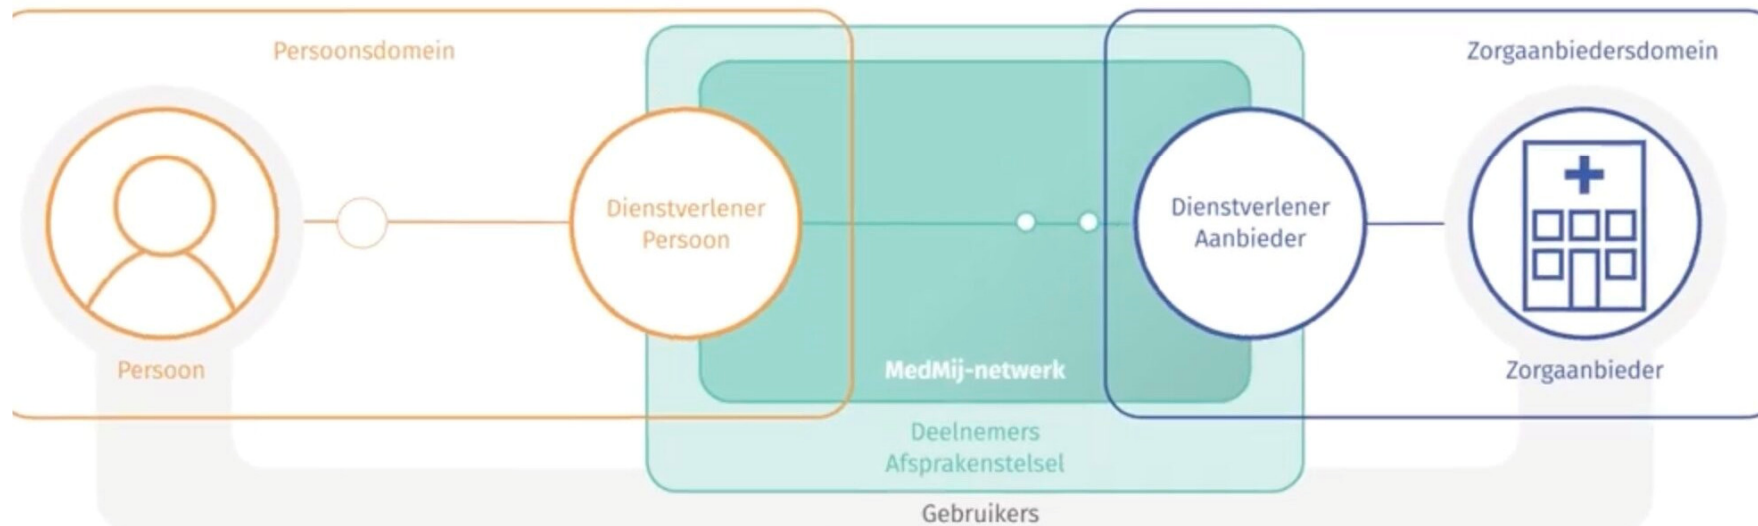 Persoonsdomein
Zorgaanbiedersdomein
Dienstverlener
Persoon
Dienstverlener
Aanbieder
Persoon
MedMij-netwerk
Zorgaanbieder
Deelnemers
Afsprakenstelsel
Gebruikers